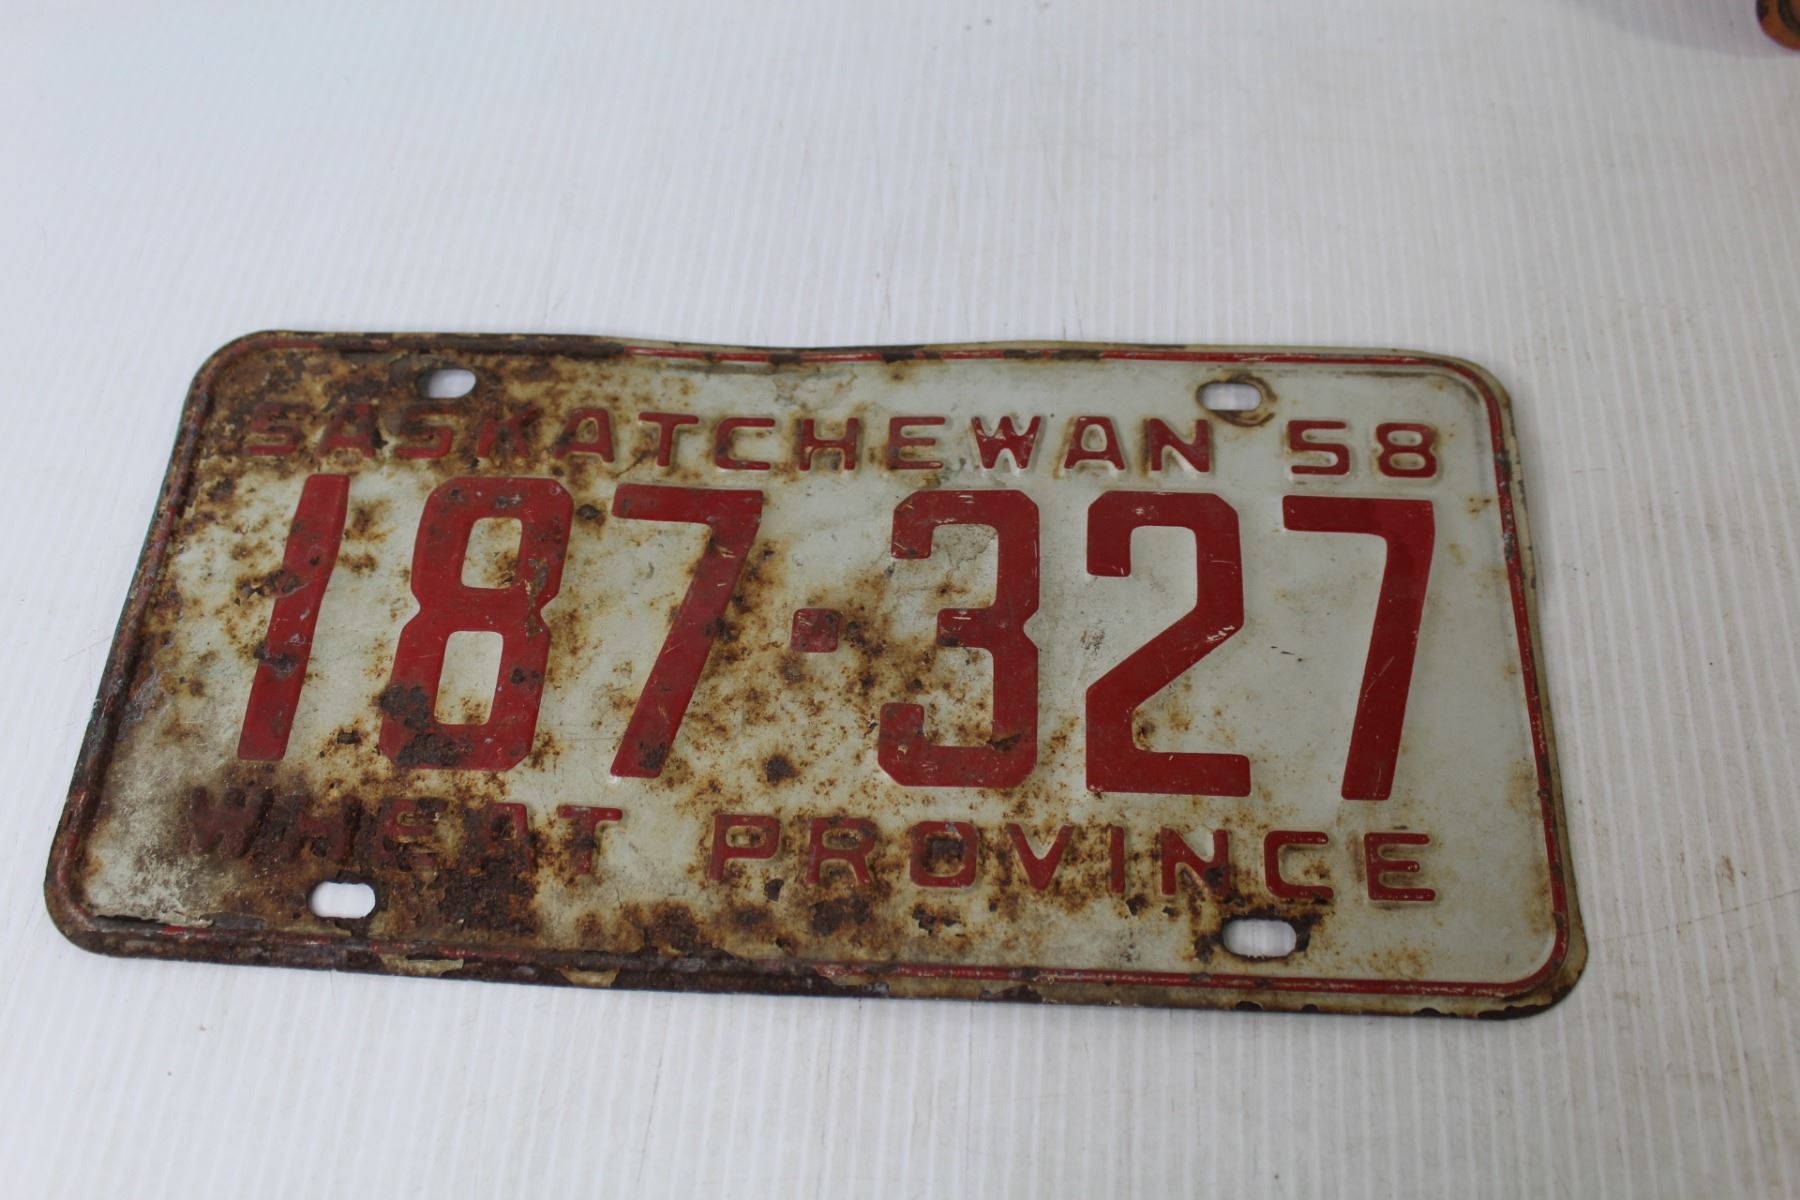 SASKATCHEWAN 58
187·327
WHEAT PROVINCE